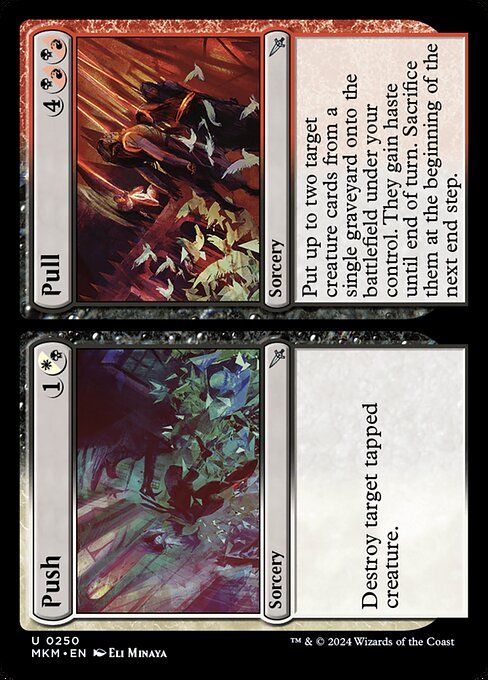 Push 1
Sorcery
Destroy target tapped
creature.
Pull 4
Sorcery
Put up to two target
creature cards from a
single graveyard onto the
battlefield under your
control. They gain haste
until end of turn. Sacrifice
them at the beginning of the
next end step.
U 0250
MKM • EN Eli Minaya
™ & © 2024 Wizards of the Coast